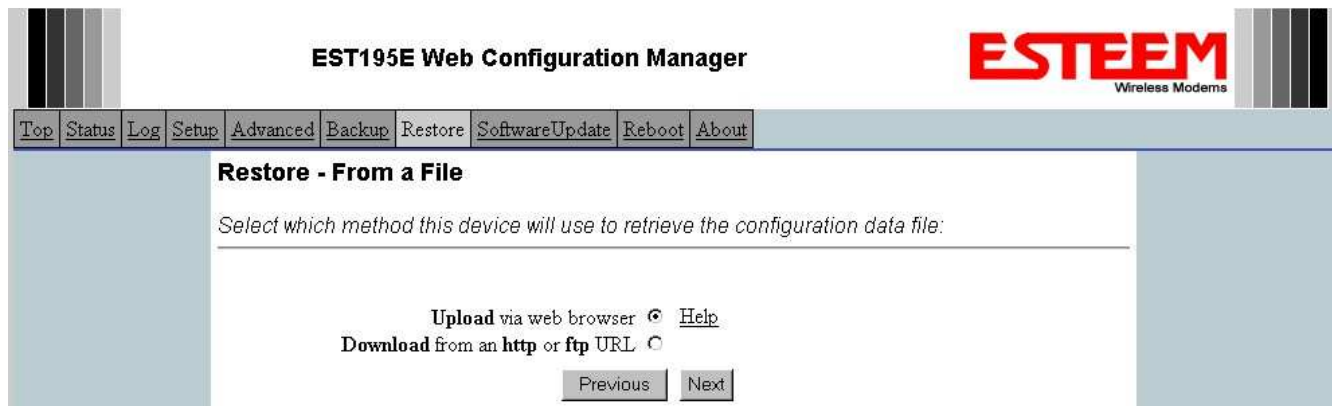 EST195E Web Configuration Manager
ESTEEM
Wireless Modems
Top Status Log Setup Advanced Backup Restore SoftwareUpdate Reboot About
Restore - From a File
Select which method this device will use to retrieve the configuration data file:
Upload via web browser Help
Download from an http or ftp URL
Previous Next